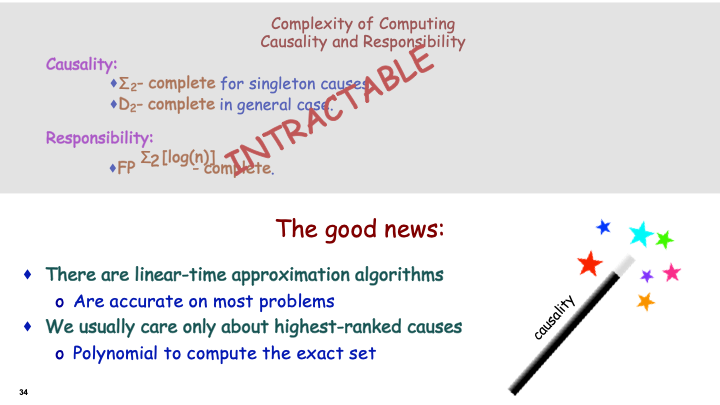 Complexity of Computing
Causality and Responsibility
Causality:
♦Σ₂– complete for singleton causes.
♦D₂– complete in general case.
Responsibility:
♦FP Σ₂ [log(n)] – complete.
INTRACTABLE
The good news:
♦ There are linear-time approximation algorithms
o Are accurate on most problems
♦ We usually care only about highest-ranked causes
o Polynomial to compute the exact set
causality
34